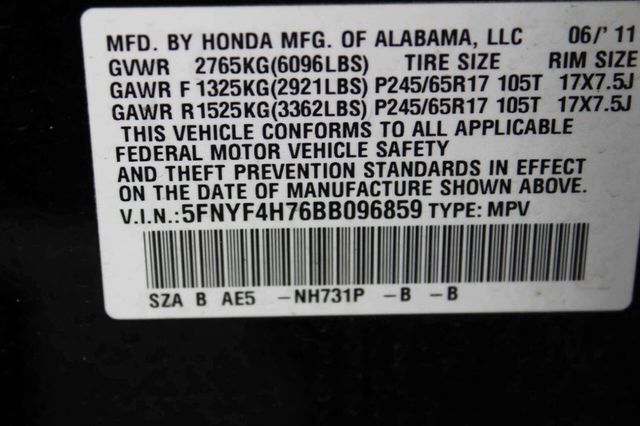 MFD. BY HONDA MFG. OF ALABAMA, LLC 06/'11
GVWR 2765KG(6096LBS) TIRE SIZE RIM SIZE
GAWR F 1325KG(2921LBS) P245/65R17 105T 17X7.5J
GAWR R 1525KG(3362LBS) P245/65R17 105T 17X7.5J
THIS VEHICLE CONFORMS TO ALL APPLICABLE
FEDERAL MOTOR VEHICLE SAFETY
AND THEFT PREVENTION STANDARDS IN EFFECT
ON THE DATE OF MANUFACTURE SHOWN ABOVE.
V.I.N.:5FNYF4H76BB096859 TYPE: MPV
SZA B AE5 -NH731P -B -B